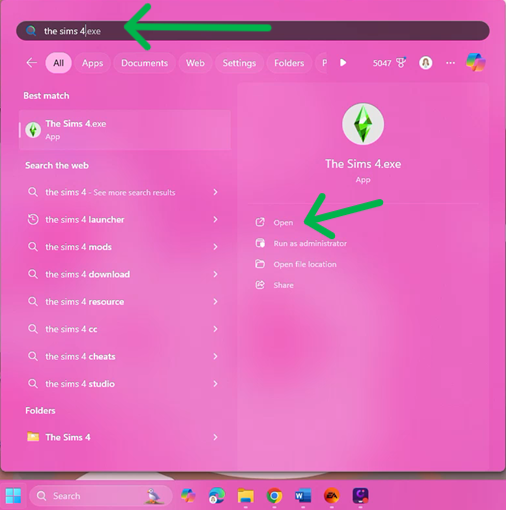 the sims 4.exe
All Apps Documents Web Settings Folders P 5047
Best match
The Sims 4.exe
App
Search the web
the sims 4 - See more search results
the sims 4 launcher
the sims 4 mods
the sims 4 download
the sims 4 resource
the sims 4 cc
the sims 4 cheats
the sims 4 studio
Folders
The Sims 4
The Sims 4.exe
App
Open
Run as administrator
Open file location
Share
Search
EA